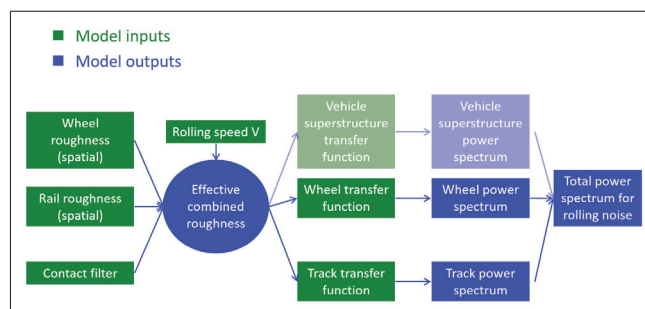 Model inputs
Model outputs
Wheel
roughness
(spatial)
Rolling speed V
Vehicle
superstructure
transfer
function
Vehicle
superstructure
power
spectrum
Rail roughness
(spatial)
Effective
combined
roughness
Wheel transfer
function
Wheel power
spectrum
Total power
spectrum for
rolling noise
Contact filter
Track transfer
function
Track power
spectrum